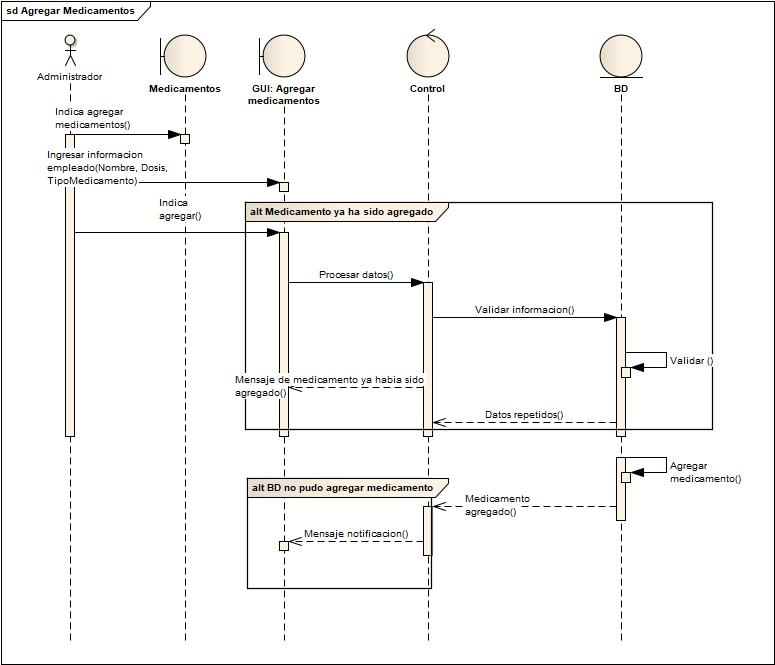 sd Agregar Medicamentos
Administrador
Medicamentos
GUI: Agregar
medicamentos
Control
BD
Indica agregar
medicamentos()
Ingresar informacion
empleado(Nombre, Dosis,
TipoMedicamento)
Indica
agregar()
alt Medicamento ya ha sido agregado
Procesar datos()
Validar informacion()
Validar ()
Mensaje de medicamento ya habia sido
agregado()
Datos repetidos()
Agregar
medicamento()
alt BD no pudo agregar medicamento
Medicamento
agregado()
Mensaje notificacion()